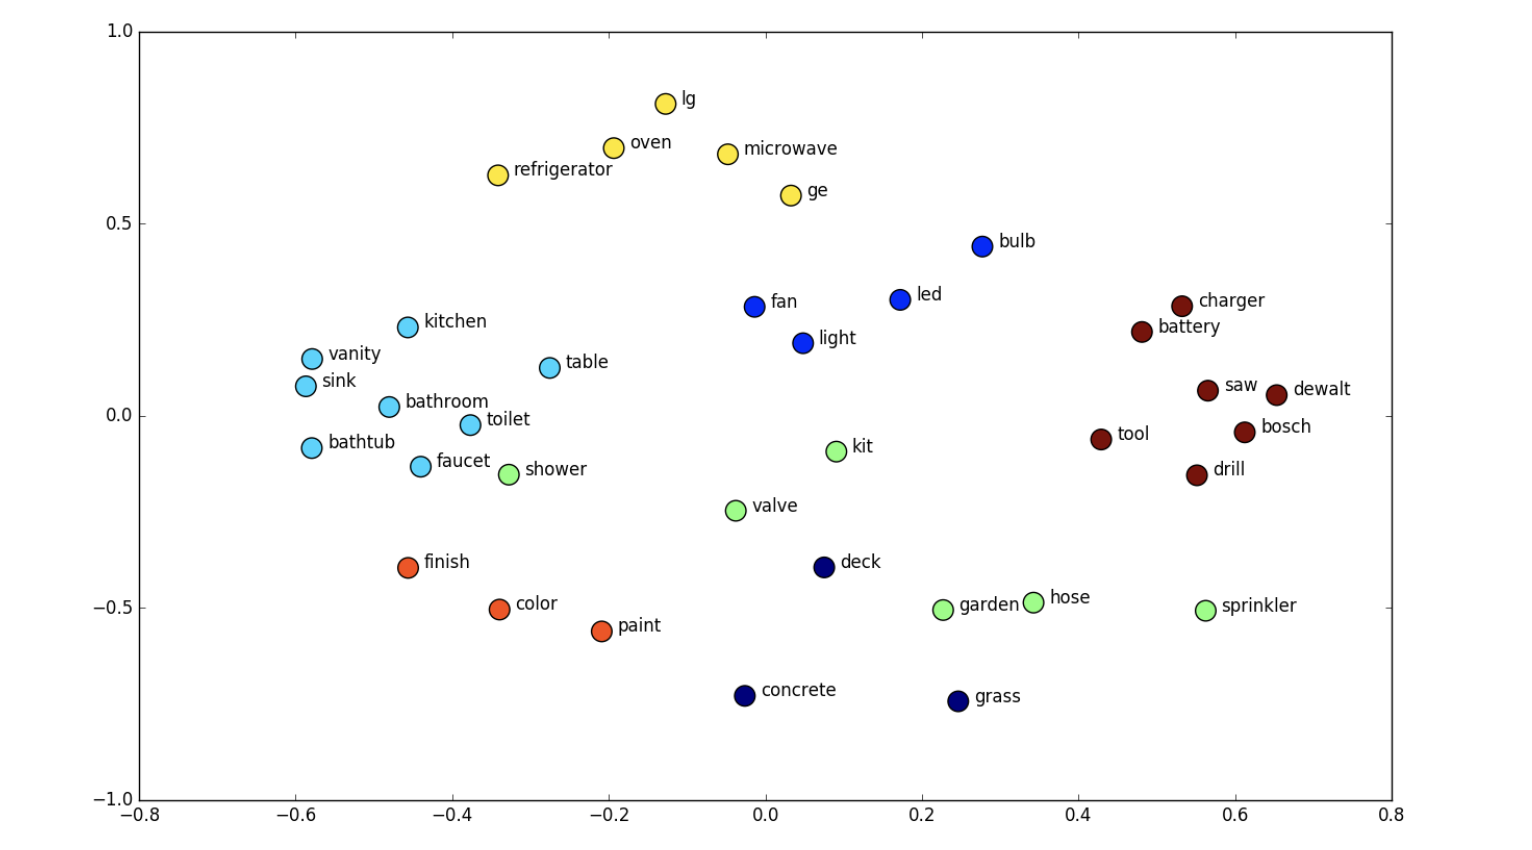 1.0
lg
oven
microwave
refrigerator
ge
0.5
bulb
fan
led
charger
kitchen
battery
light
vanity
table
sink
saw
dewalt
bathroom
0.0
toilet
bosch
tool
bathtub
kit
faucet
shower
drill
valve
finish
deck
color
hose
−0.5
garden
sprinkler
paint
concrete
grass
−1.0
−0.8
−0.6
−0.4
−0.2
0.0
0.2
0.4
0.6
0.8